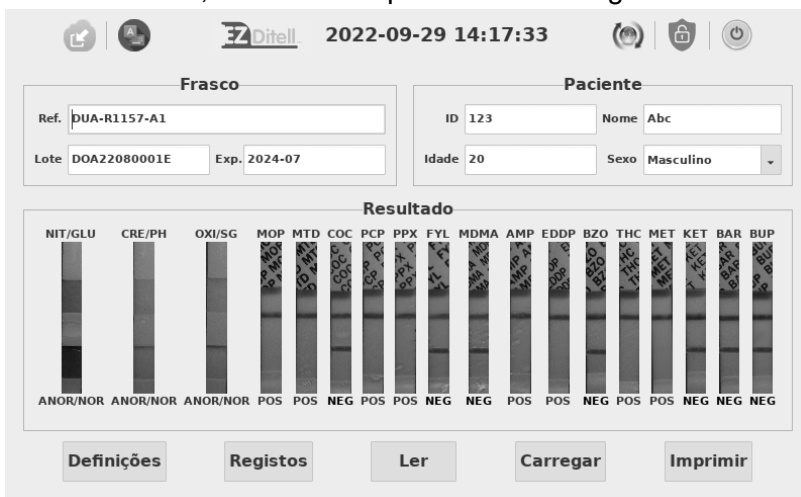 EZ Ditell
2022-09-29 14:17:33
Frasco
Ref. DUA-R1157-A1
Lote DOA22080001E Exp. 2024-07
Paciente
ID 123 Nome Abc
Idade 20 Sexo Masculino
Resultado
NIT/GLU CRE/PH OXI/SG MOP MTD COC PCP PPX FYL MDMA AMP EDDP BZO THC MET KET BAR BUP
ANOR/NOR ANOR/NOR ANOR/NOR POS POS NEG POS POS NEG NEG POS POS NEG POS POS NEG NEG NEG
Definições Registos Ler Carregar Imprimir